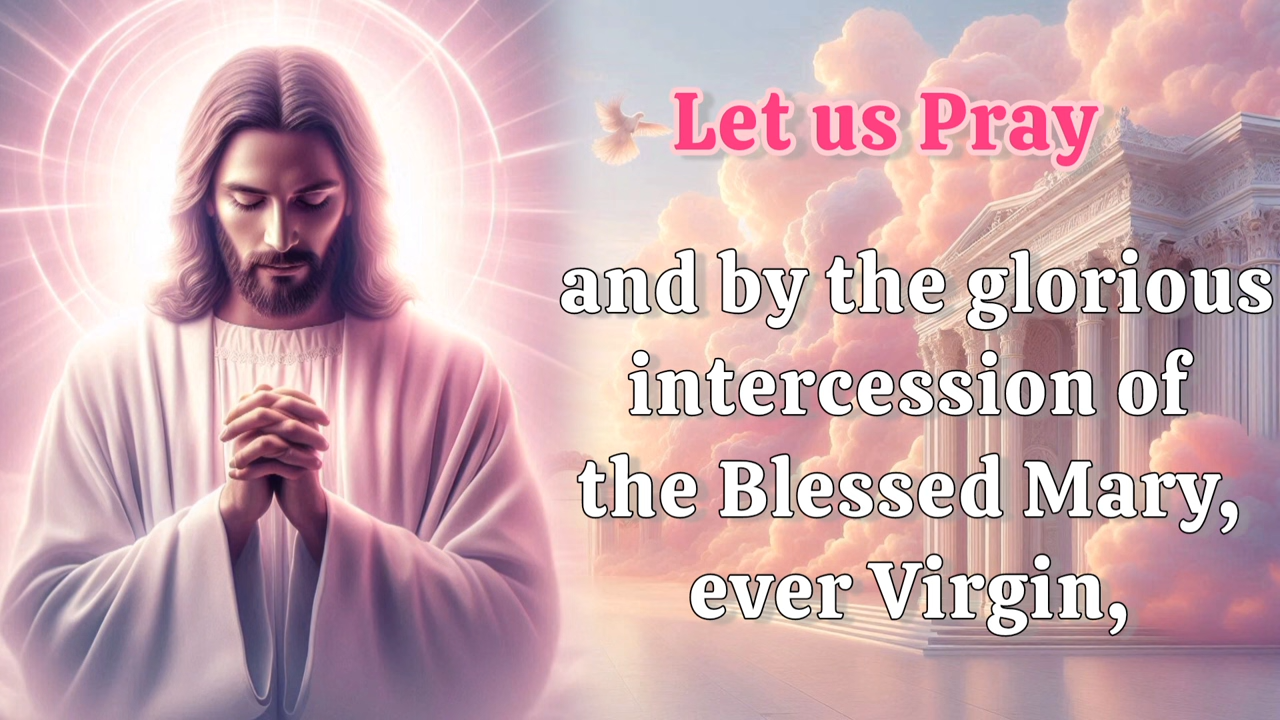 Let us Pray
and by the glorious
intercession of
the Blessed Mary,
ever Virgin,